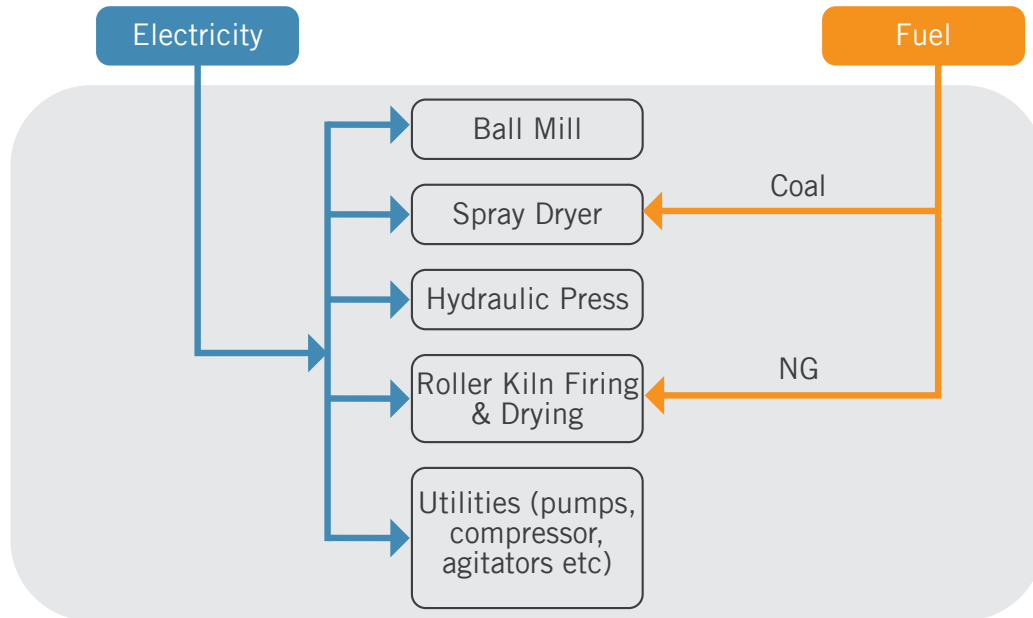 Electricity
Fuel
Ball Mill
Coal
Spray Dryer
Hydraulic Press
NG
Roller Kiln Firing
& Drying
Utilities (pumps,
compressor,
agitators etc)